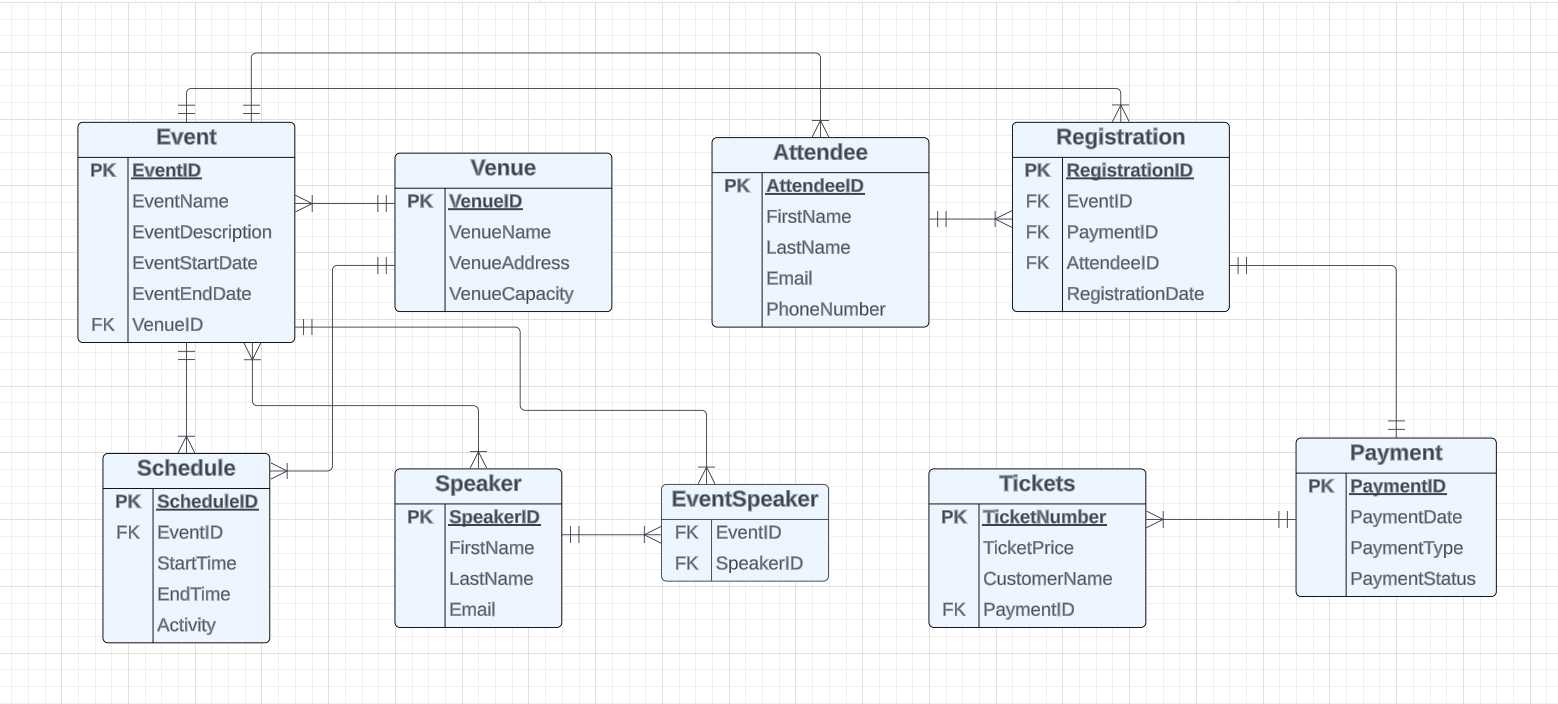 Event
PK EventID
EventName
EventDescription
EventStartDate
EventEndDate
FK VenueID
Venue
PK VenueID
VenueName
VenueAddress
VenueCapacity
Attendee
PK AttendeeID
FirstName
LastName
Email
PhoneNumber
Registration
PK RegistrationID
FK EventID
FK PaymentID
FK AttendeeID
RegistrationDate
Schedule
PK ScheduleID
FK EventID
StartTime
EndTime
Activity
Speaker
PK SpeakerID
FirstName
LastName
Email
EventSpeaker
FK EventID
FK SpeakerID
Tickets
PK TicketNumber
TicketPrice
CustomerName
FK PaymentID
Payment
PK PaymentID
PaymentDate
PaymentType
PaymentStatus